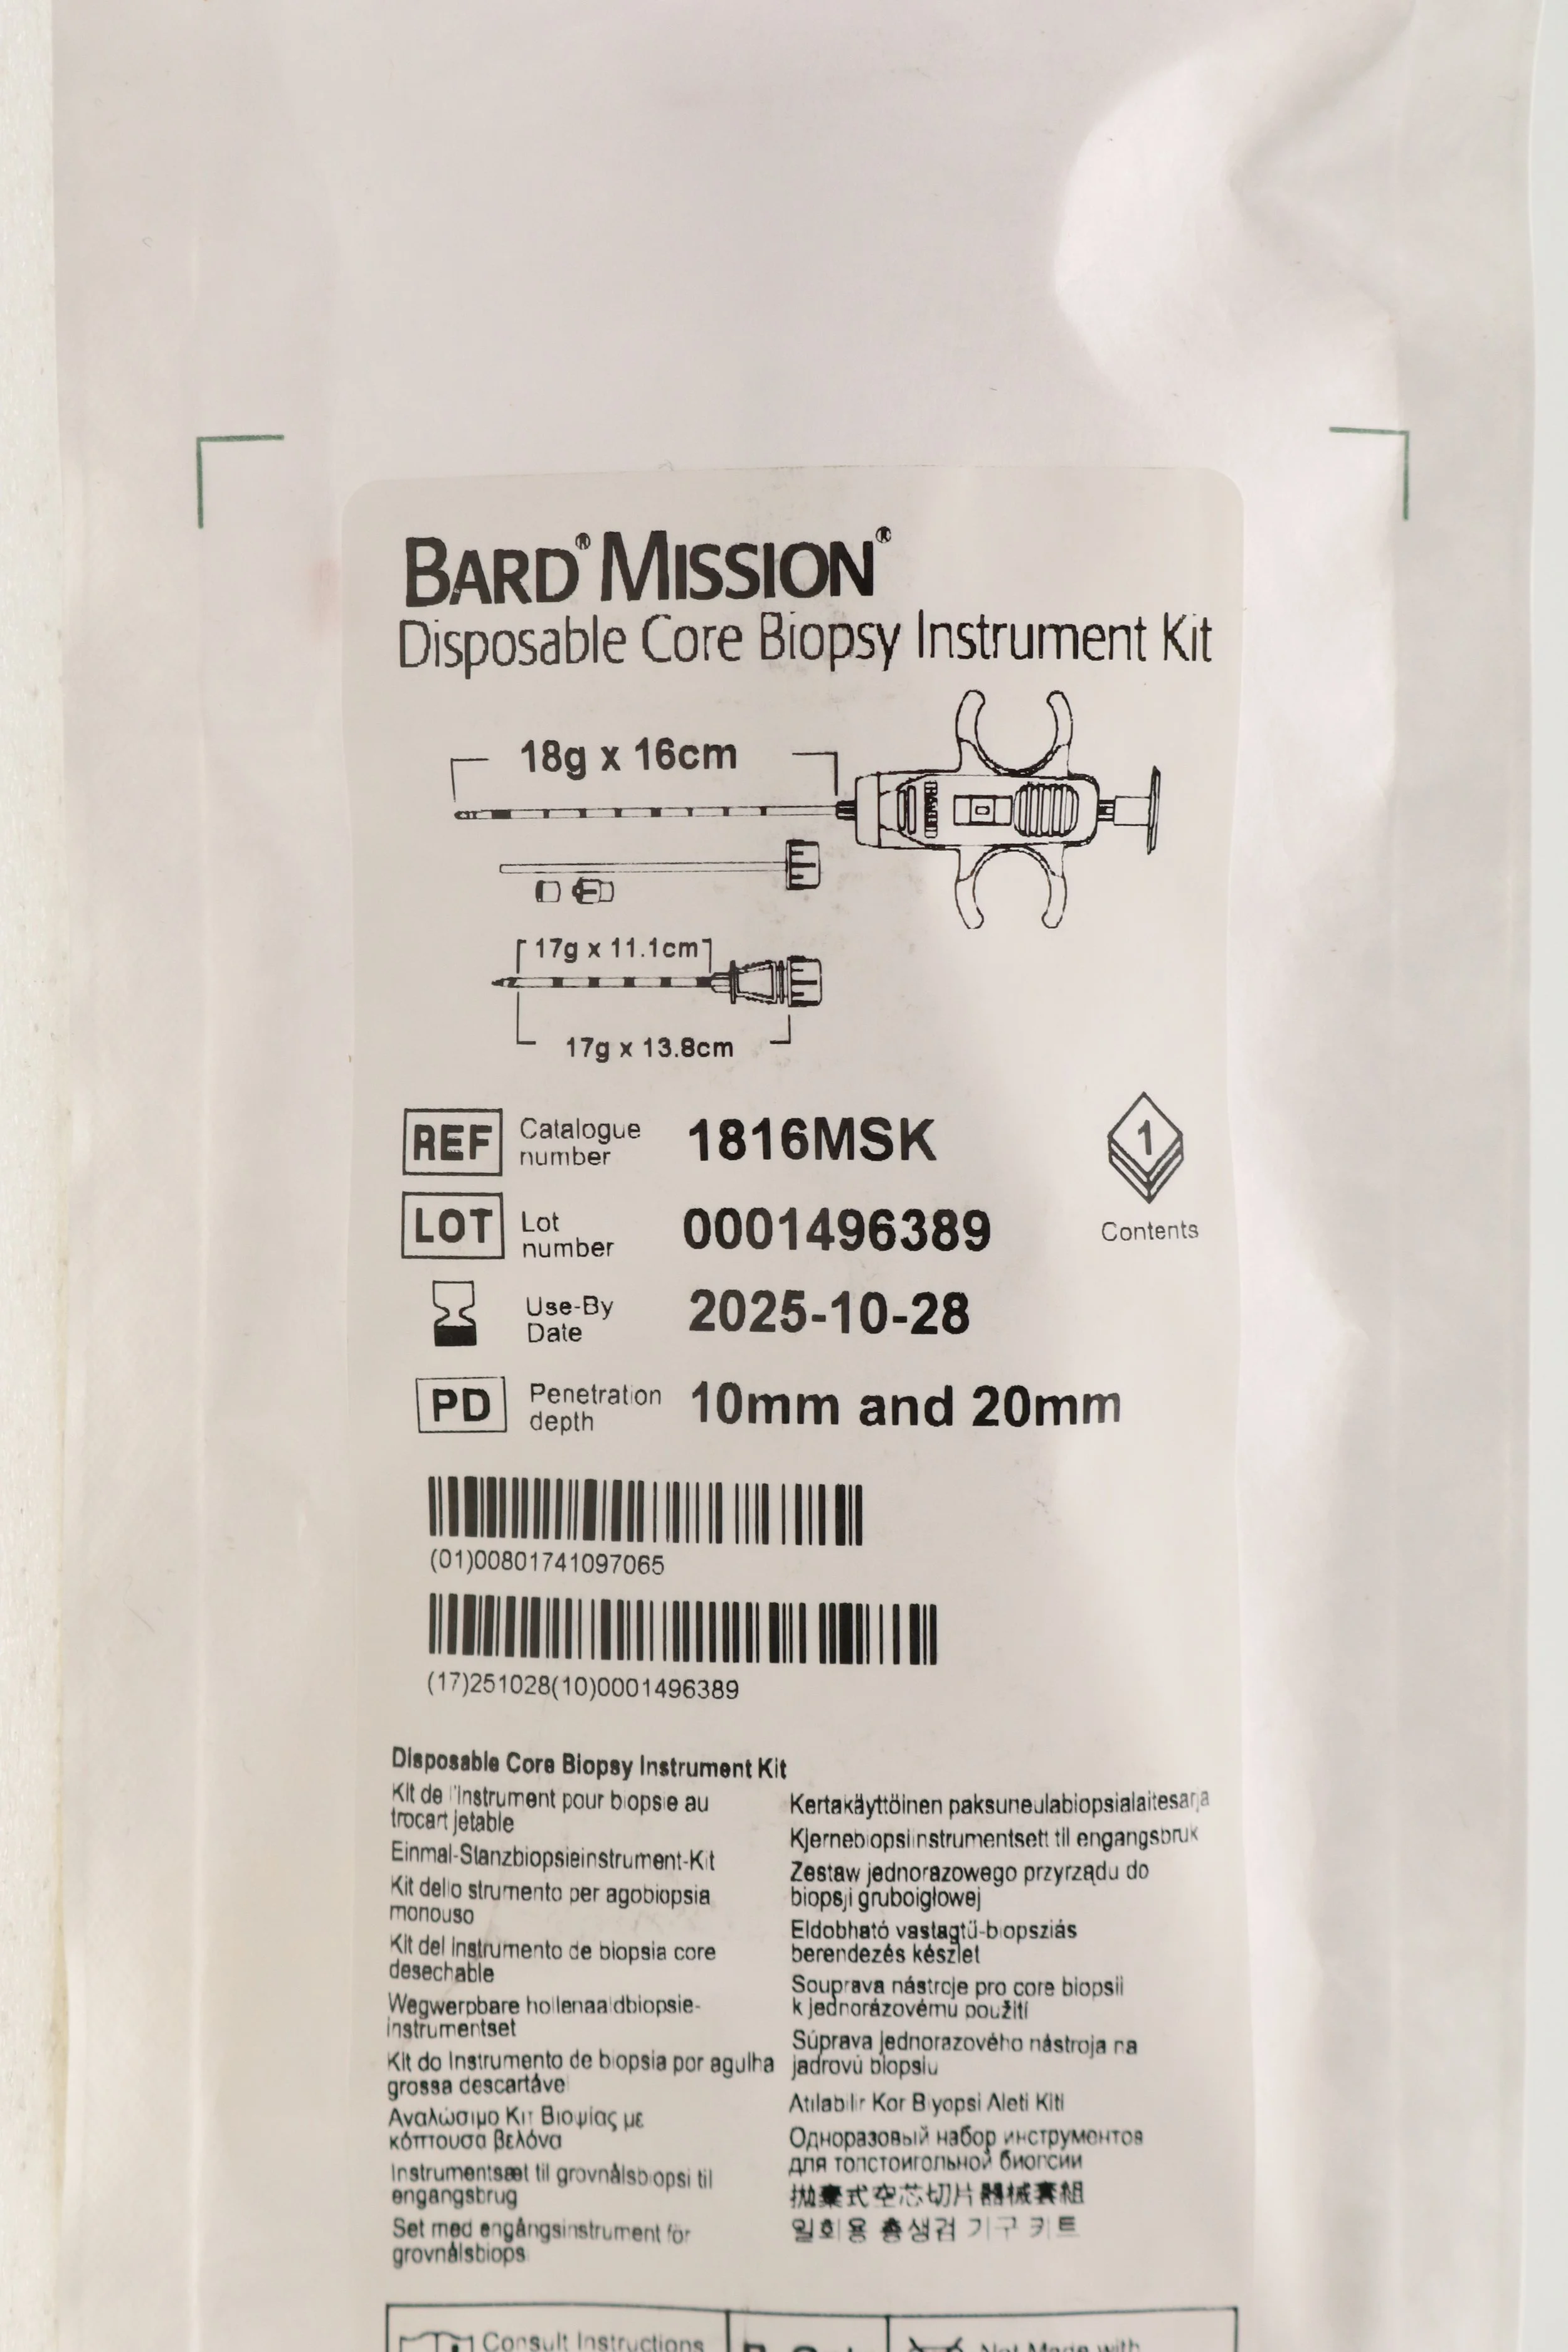 BARD® MISSION®
Disposable Core Biopsy Instrument Kit
18g x 16cm
BARD
17g x 11.1cm
17g x 13.8cm
REF Catalogue number 1816MSK
1
LOT Lot number 0001496389
Contents
Use-By Date 2025-10-28
PD Penetration depth 10mm and 20mm
(01)00801741097065
(17)251028(10)0001496389
Disposable Core Biopsy Instrument Kit
Kit de l'instrument pour biopsie au
trocart jetable
Einmal-Stanzbiopsieinstrument-Kit
Kit dello strumento per agobiopsia
monouso
Kit del instrumento de biopsia core
desechable
Wegwerpbare hollenaaldbiopsie-
instrumentset
Kit do Instrumento de biopsia por agulha
grossa descartáve
Αναλώσιμο Κιτ Βιοψίας με
κόπτουσα βελόνα
Instrumentsæt til grovnålsbiopsi til
engangsbrug
Set med engångsinstrument för
grovnålsbiops
Kertakäyttöinen paksuneulabiopsialaitesarja
Kjernebiopsiinstrumentsett til engangsbruk
Zestaw jednorazowego przyrządu do
biopsji gruboigłowej
Eldobható vastagtű-biopsziás
berendezés készlet
Souprava nástroje pro core biopsii
k jednorázovému použití
Súprava jednorazového nástroja na
jadrovú biopsiu
Atılabilir Kor Biyopsi Aleti Kiti
Одноразовый набор инструментов
для толстоигольной биопсии
拋棄式空芯切片器械套組
일회용 총생검 기구 키트
Consult Instructions
Not Made with